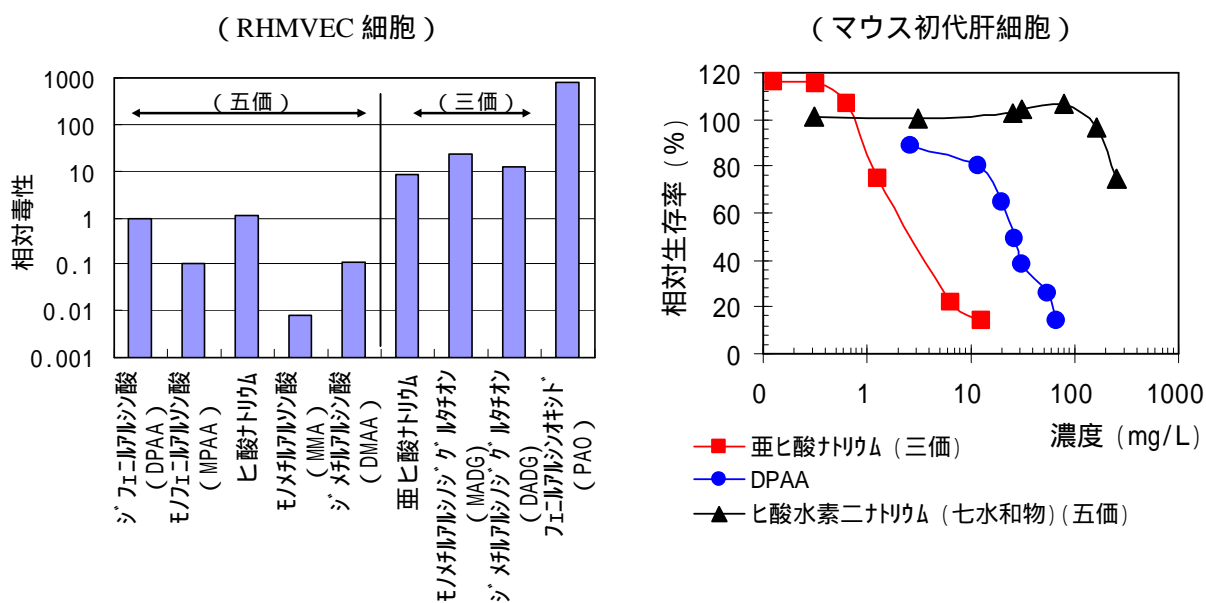 ( RHMVEC 細胞 )
相対毒性
1000
100
10
1
0.1
0.01
0.001
(五価)
(三価)
ジフェニルアルシン酸
(DPAA)
モノフェニルアルソン酸
(MPAA)
ヒ酸ナトリウム
モノメチルアルソン酸
(MMA)
ジメチルアルシン酸
(DMAA)
亜ヒ酸ナトリウム
モノメチルアルシノジグルタチオン
(MADG)
ジメチルアルシノジグルタチオン
(DADG)
フェニルアルシンオキシド
(PAO)
(マウス初代肝細胞)
相対生存率 (%)
120
100
80
60
40
20
0
0
1
10
100
1000
濃度 (mg/L)
亜ヒ酸ナトリウム (三価)
DPAA
ヒ酸水素二ナトリウム (七水和物) (五価)